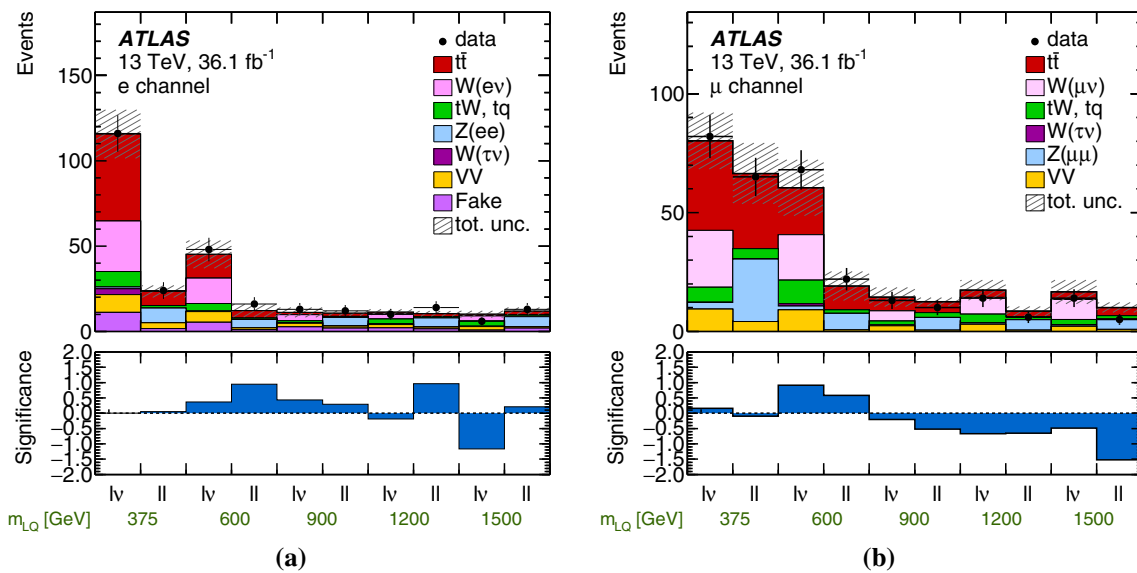 Events
150
100
50
0
ATLAS
13 TeV, 36.1 fb⁻¹
e channel
data
tt̄
W(eν)
tW, tq
Z(ee)
W(τν)
VV
Fake
tot. unc.
Significance
2.0
1.5
1.0
0.5
0.0
−0.5
−1.0
−1.5
−2.0
lν ll lν ll lν ll lν ll lν ll
m_LQ [GeV] 375 600 900 1200 1500
(a)
Events
100
50
0
ATLAS
13 TeV, 36.1 fb⁻¹
μ channel
data
tt̄
W(μν)
tW, tq
W(τν)
Z(μμ)
VV
tot. unc.
Significance
2.0
1.5
1.0
0.5
0.0
−0.5
−1.0
−1.5
−2.0
lν ll lν ll lν ll lν ll lν ll
m_LQ [GeV] 375 600 900 1200 1500
(b)